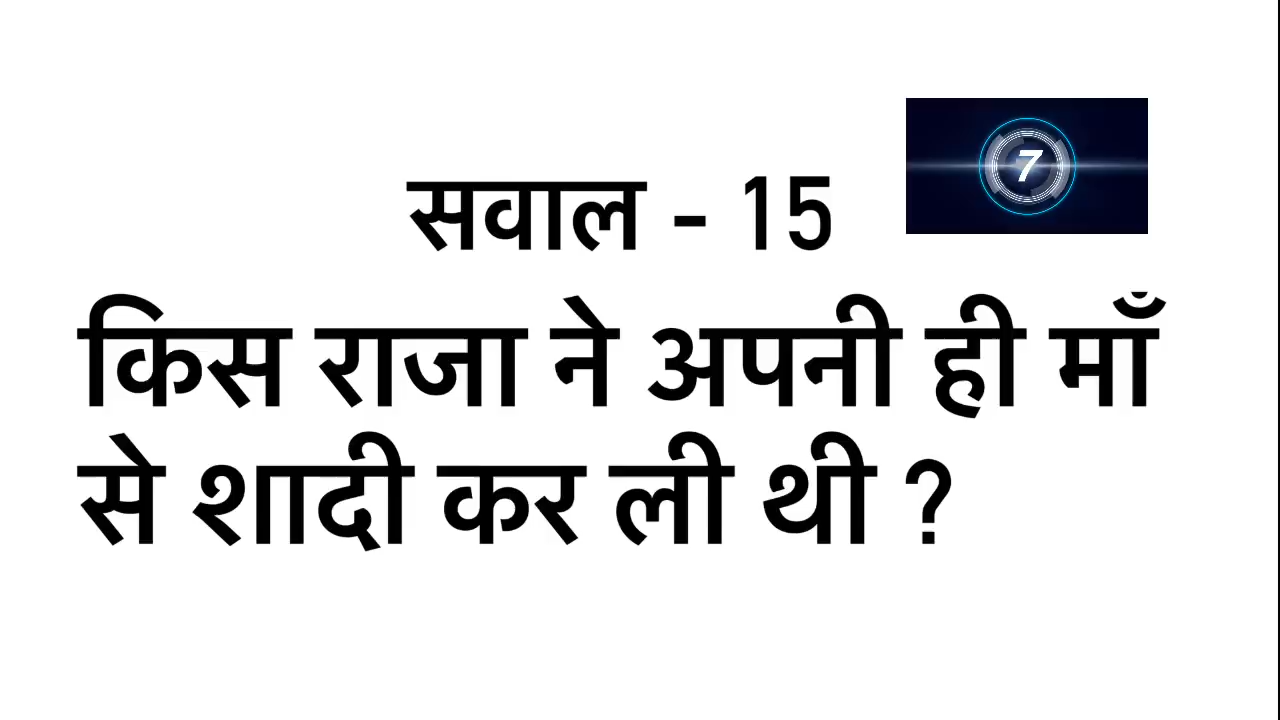 सवाल - 15
7
किस राजा ने अपनी ही माँ
से शादी कर ली थी ?